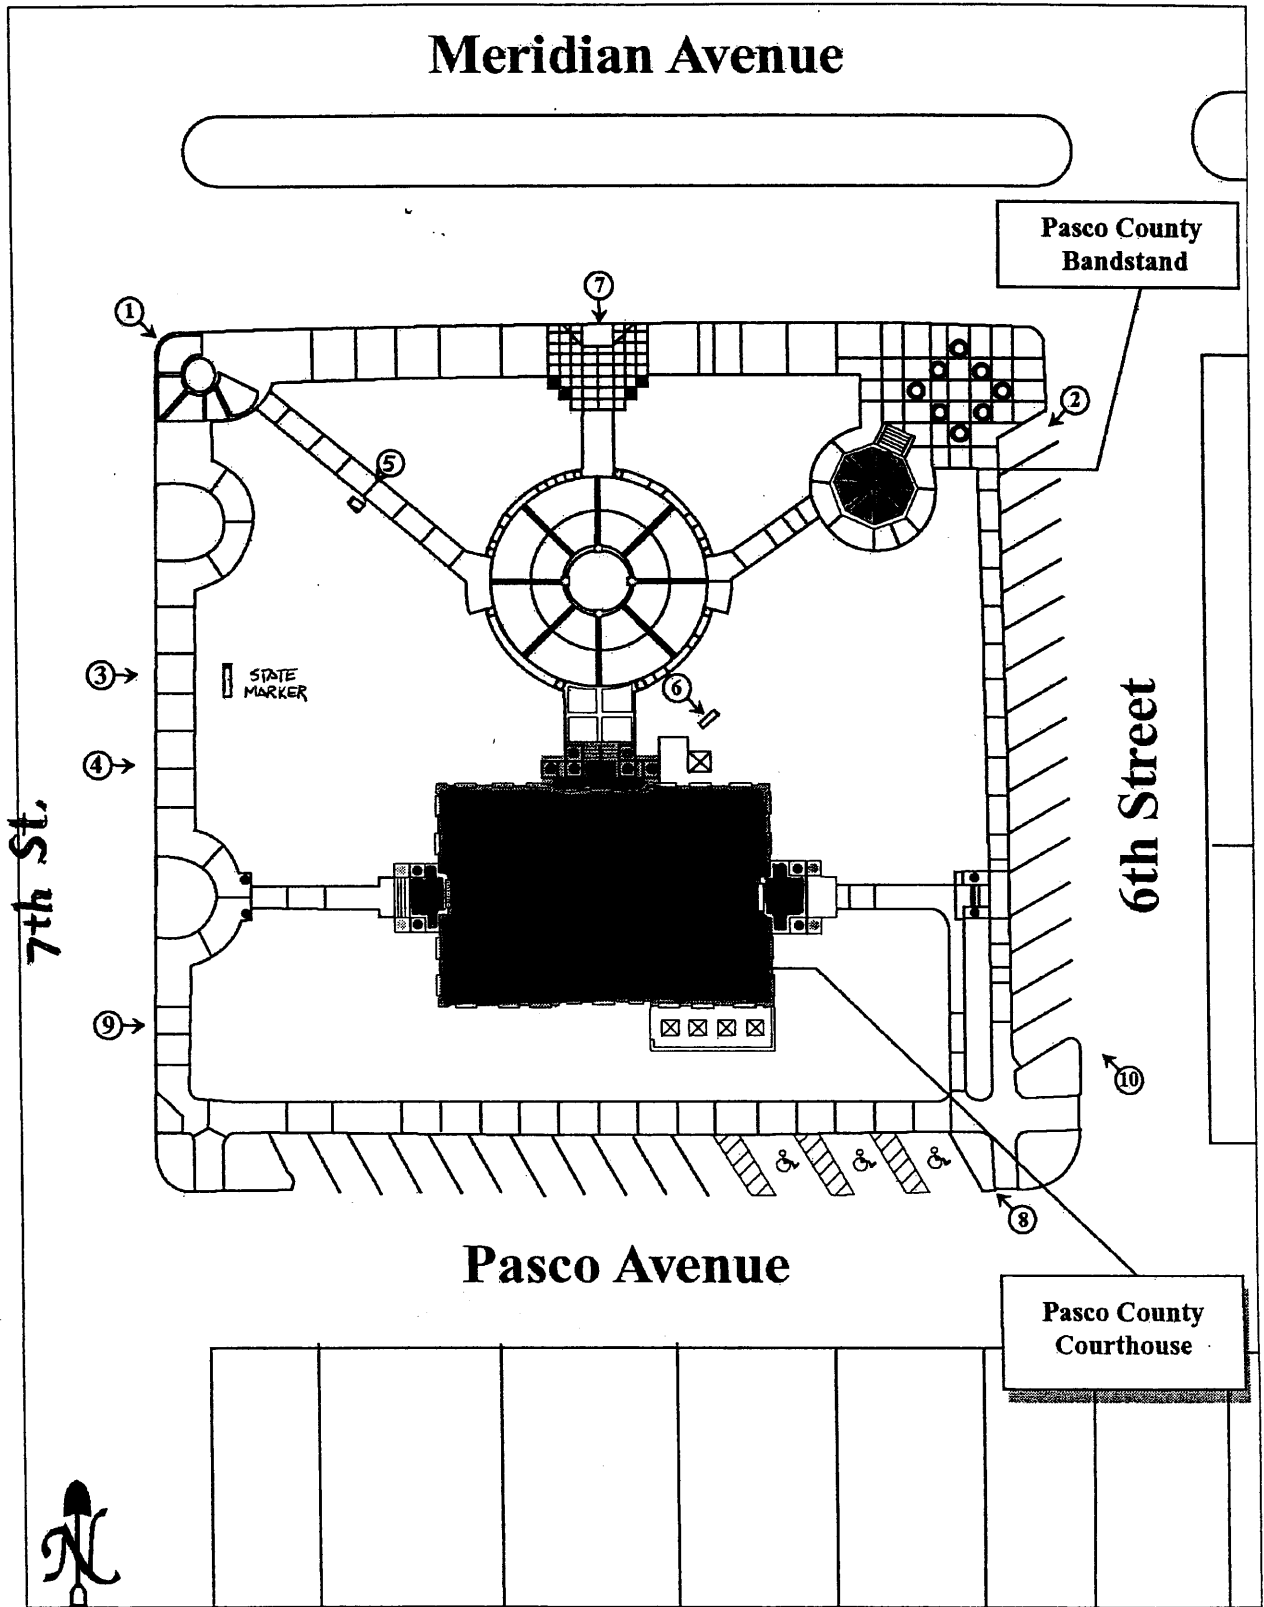 Meridian Avenue
Pasco County
Bandstand
7
1
2
5
3
STATE
MARKER
6
4
7th St.
6th Street
9
10
8
Pasco Avenue
Pasco County
Courthouse
N